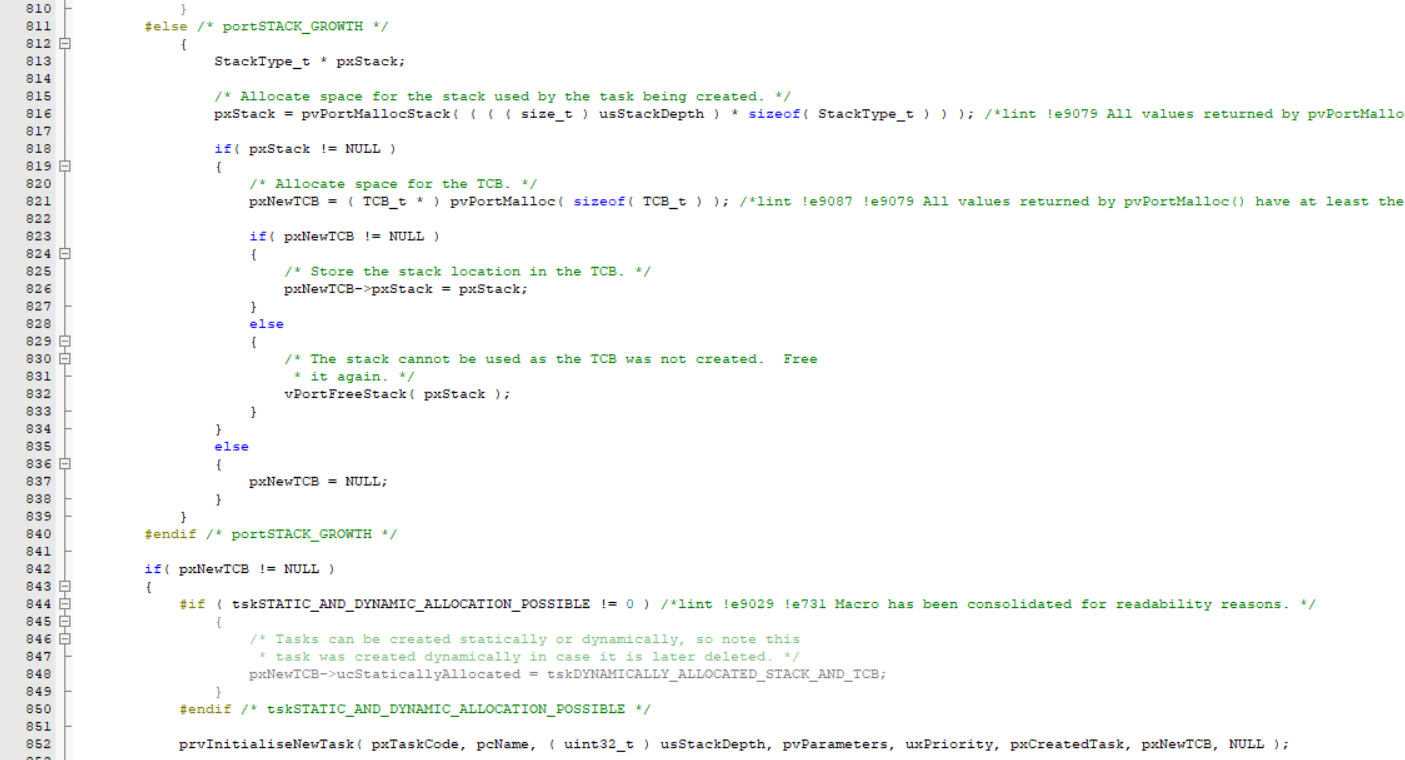 810 }
811 #else /* portSTACK_GROWTH */
812 {
813 StackType_t * pxStack;
814
815 /* Allocate space for the stack used by the task being created. */
816 pxStack = pvPortMallocStack( ( ( ( size_t ) usStackDepth ) * sizeof( StackType_t ) ) ); /*lint !e9079 All values returned by pvPortMallo
817
818 if( pxStack != NULL )
819 {
820 /* Allocate space for the TCB. */
821 pxNewTCB = ( TCB_t * ) pvPortMalloc( sizeof( TCB_t ) ); /*lint !e9087 !e9079 All values returned by pvPortMalloc() have at least the
822
823 if( pxNewTCB != NULL )
824 {
825 /* Store the stack location in the TCB. */
826 pxNewTCB->pxStack = pxStack;
827 }
828 else
829 {
830 /* The stack cannot be used as the TCB was not created.  Free
831 * it again. */
832 vPortFreeStack( pxStack );
833 }
834 }
835 else
836 {
837 pxNewTCB = NULL;
838 }
839 }
840 #endif /* portSTACK_GROWTH */
841
842 if( pxNewTCB != NULL )
843 {
844 #if ( tskSTATIC_AND_DYNAMIC_ALLOCATION_POSSIBLE != 0 ) /*lint !e9029 !e731 Macro has been consolidated for readability reasons. */
845 {
846 /* Tasks can be created statically or dynamically, so note this
847 * task was created dynamically in case it is later deleted. */
848 pxNewTCB->ucStaticallyAllocated = tskDYNAMICALLY_ALLOCATED_STACK_AND_TCB;
849 }
850 #endif /* tskSTATIC_AND_DYNAMIC_ALLOCATION_POSSIBLE */
851
852 prvInitialiseNewTask( pxTaskCode, pcName, ( uint32_t ) usStackDepth, pvParameters, uxPriority, pxCreatedTask, pxNewTCB, NULL );